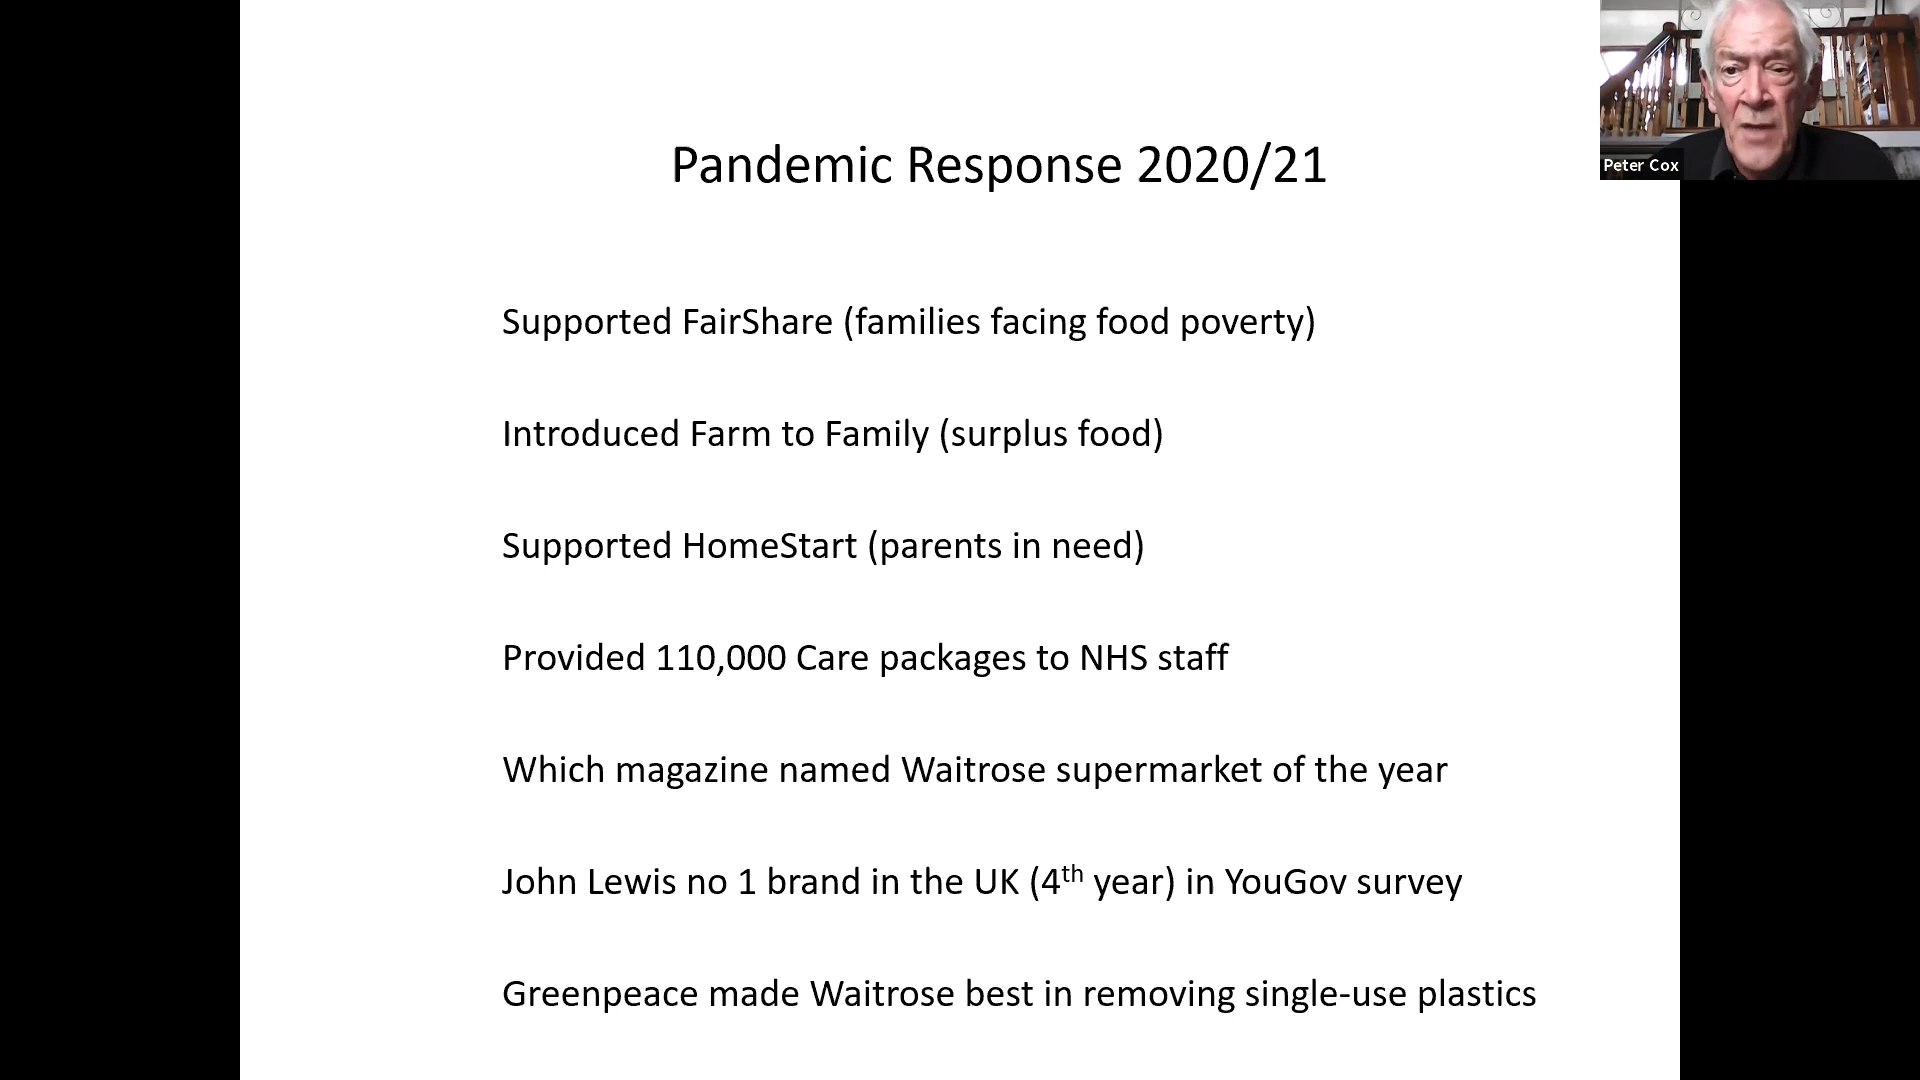 Pandemic Response 2020/21
Peter Cox
Supported FairShare (families facing food poverty)
Introduced Farm to Family (surplus food)
Supported HomeStart (parents in need)
Provided 110,000 Care packages to NHS staff
Which magazine named Waitrose supermarket of the year
John Lewis no 1 brand in the UK (4th year) in YouGov survey
Greenpeace made Waitrose best in removing single-use plastics